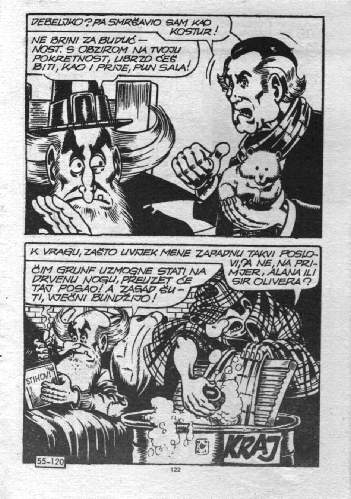 DEBELJKO? PA SMRŠAVIO SAM KAO
KOSTUR!
NE BRINI ZA BUDUĆ-
NOST. S OBZIROM NA TVOJU
POKRETNOST, UBRZO ĆEŠ
BITI, KAO I PRIJE, PUN SALA!
K VRAGU, ZAŠTO UVIJEK MENE ZAPADNU TAKVI POSLO-
VI, A NE, NA PRI-
MJER, ALANA ILI
SIR OLIVERA?
ČIM GRUNF UZMOGNE STATI NA
DRVENU NOGU, PREUZET ĆE
TAJ POSAO! A ZASAD ŠU-
TI, VJEČNI BUNDŽIJO!
STIHOVI
KRAJ
55-120
122